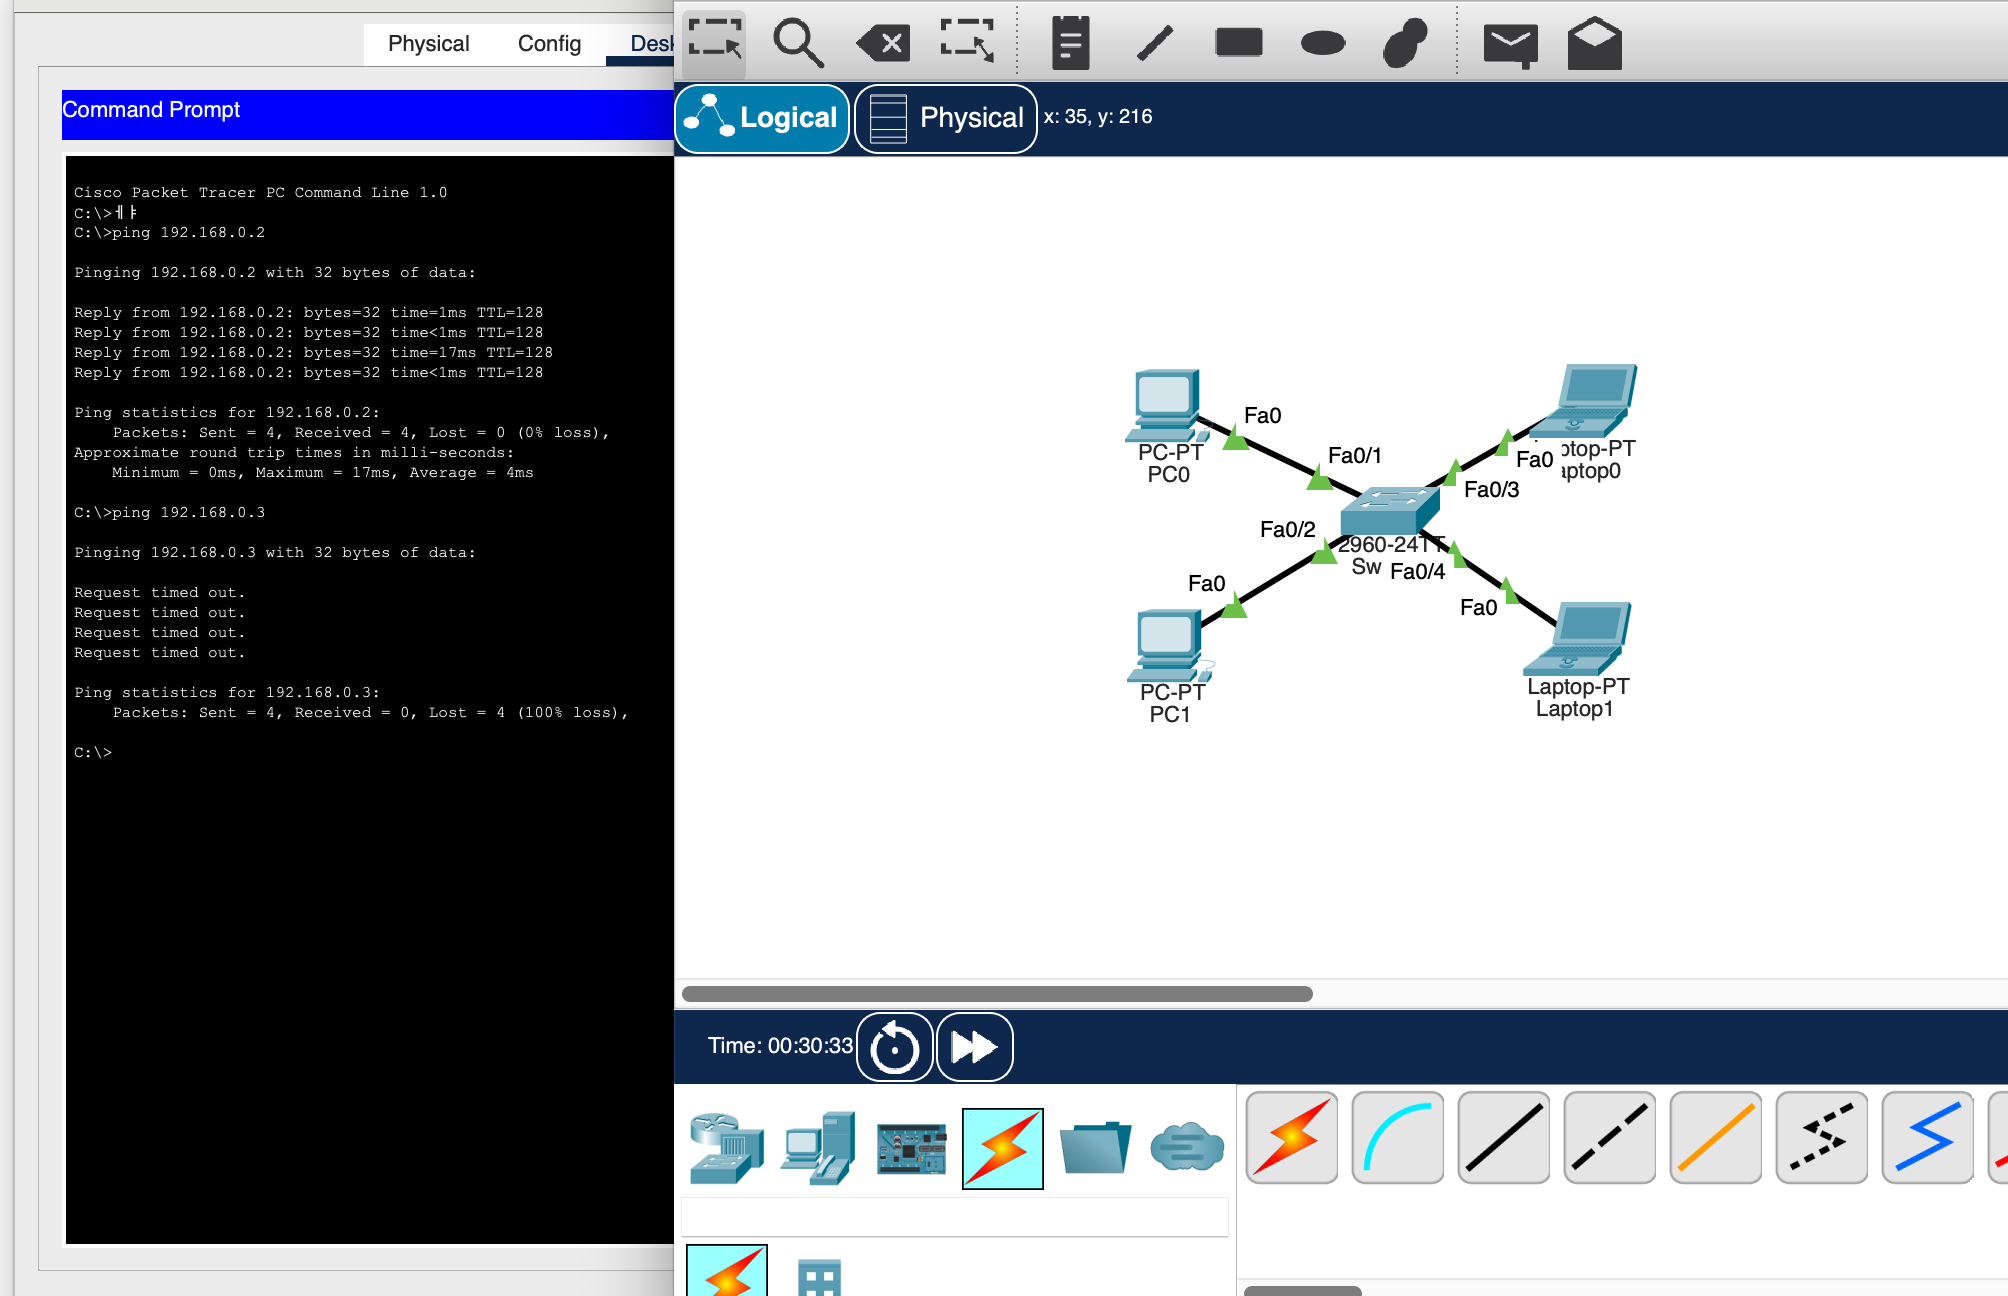 Physical
Config
Desk
Command Prompt
Cisco Packet Tracer PC Command Line 1.0
C:\>╣╠
C:\>ping 192.168.0.2
Pinging 192.168.0.2 with 32 bytes of data:
Reply from 192.168.0.2: bytes=32 time=1ms TTL=128
Reply from 192.168.0.2: bytes=32 time<1ms TTL=128
Reply from 192.168.0.2: bytes=32 time=17ms TTL=128
Reply from 192.168.0.2: bytes=32 time<1ms TTL=128
Ping statistics for 192.168.0.2:
Packets: Sent = 4, Received = 4, Lost = 0 (0% loss),
Approximate round trip times in milli-seconds:
Minimum = 0ms, Maximum = 17ms, Average = 4ms
C:\>ping 192.168.0.3
Pinging 192.168.0.3 with 32 bytes of data:
Request timed out.
Request timed out.
Request timed out.
Request timed out.
Ping statistics for 192.168.0.3:
Packets: Sent = 4, Received = 0, Lost = 4 (100% loss),
C:\>
Logical
Physical
x: 35, y: 216
Fa0
PC-PT
PC0
Fa0/1
Fa0
ptop-PT
aptop0
Fa0/3
Fa0/2
2960-24TT
Sw
Fa0/4
Fa0
PC-PT
PC1
Fa0
Laptop-PT
Laptop1
Time: 00:30:33